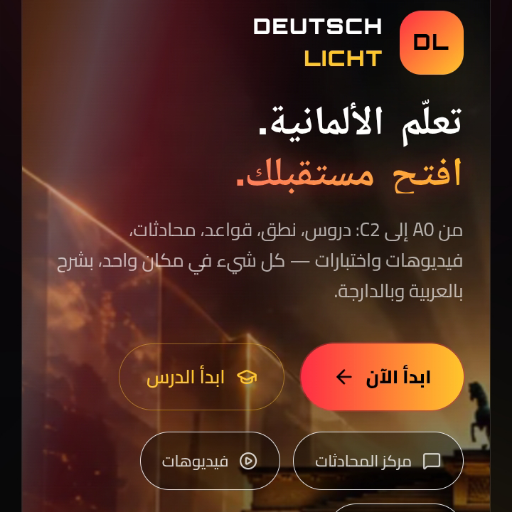 DEUTSCH
LICHT
DL
تعلّم الألمانية.
افتح مستقبلك.
من A0 إلى C2: دروس، نطق، قواعد، محادثات،
فيديوهات واختبارات — كل شيء في مكان واحد، بشرح
بالعربية وبالدارجة.
ابدأ الآن
ابدأ الدرس
مركز المحادثات
فيديوهات